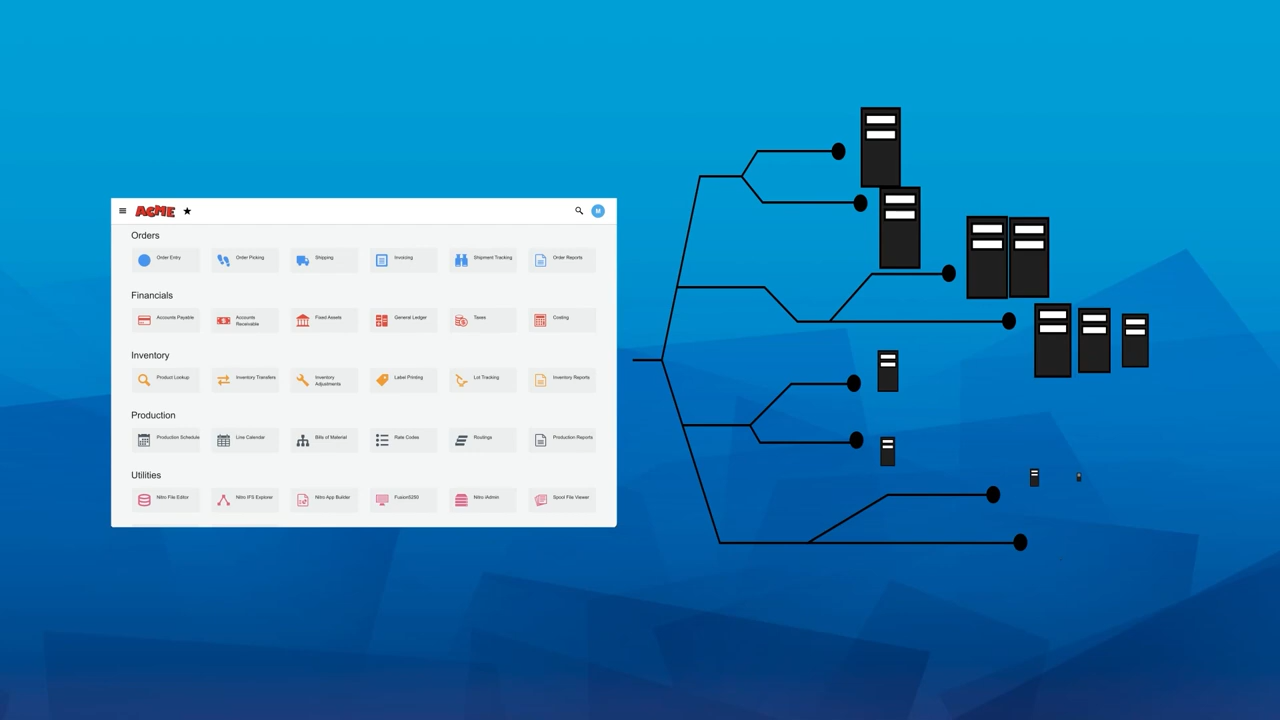 ACME
M
Orders
Order Entry
Order Picking
Shipping
Invoicing
Shipment Tracking
Order Reports
Financials
Accounts Payable
Accounts
Receivable
Fixed Assets
General Ledger
Taxes
Costing
Inventory
Product Lookup
Inventory Transfers
Inventory
Adjustments
Label Printing
Lot Tracking
Inventory Reports
Production
Production Schedule
Line Calendar
Bills of Material
Rate Codes
Routings
Production Reports
Utilities
Nitro File Editor
Nitro IFS Explorer
Nitro App Builder
Fusion5250
Nitro iAdmin
Spool File Viewer